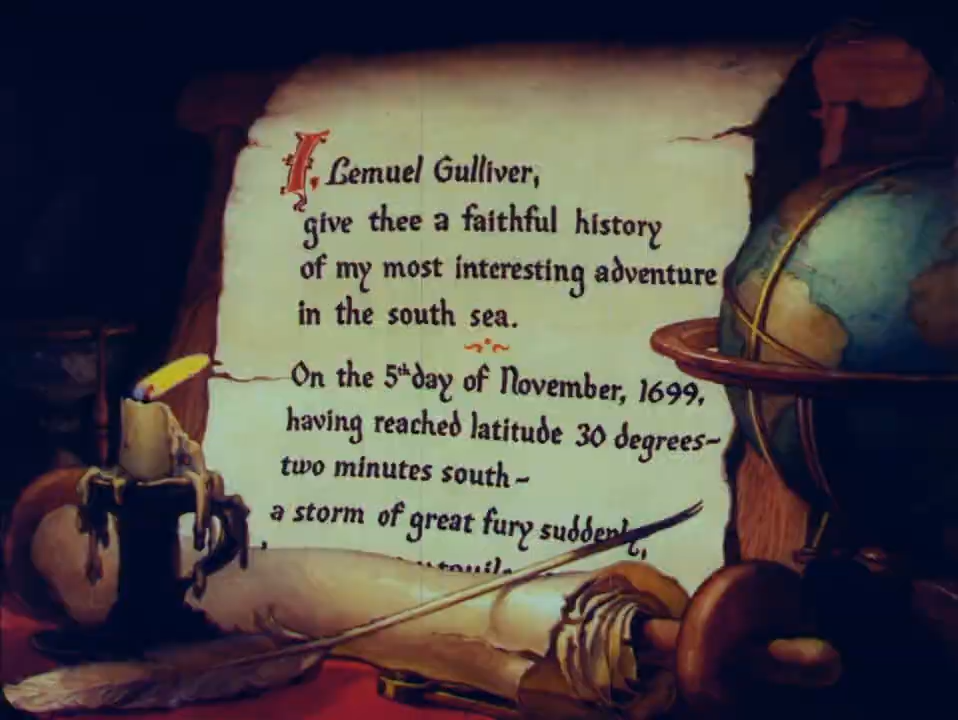 I, Lemuel Gulliver,
give thee a faithful history
of my most interesting adventure
in the south sea.
On the 5th day of November, 1699,
having reached latitude 30 degrees-
two minutes south-
a storm of great fury suddenly,